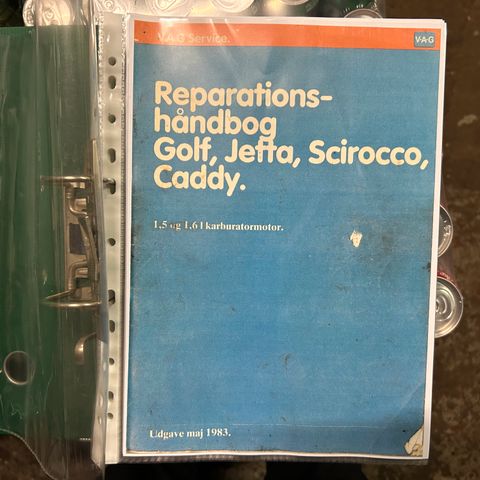 V·A·G Service.
V·A·G
Reparations-
håndbog
Golf, Jetta, Scirocco,
Caddy.
1,5 og 1,6 l karburatormotor.
Udgave maj 1983.